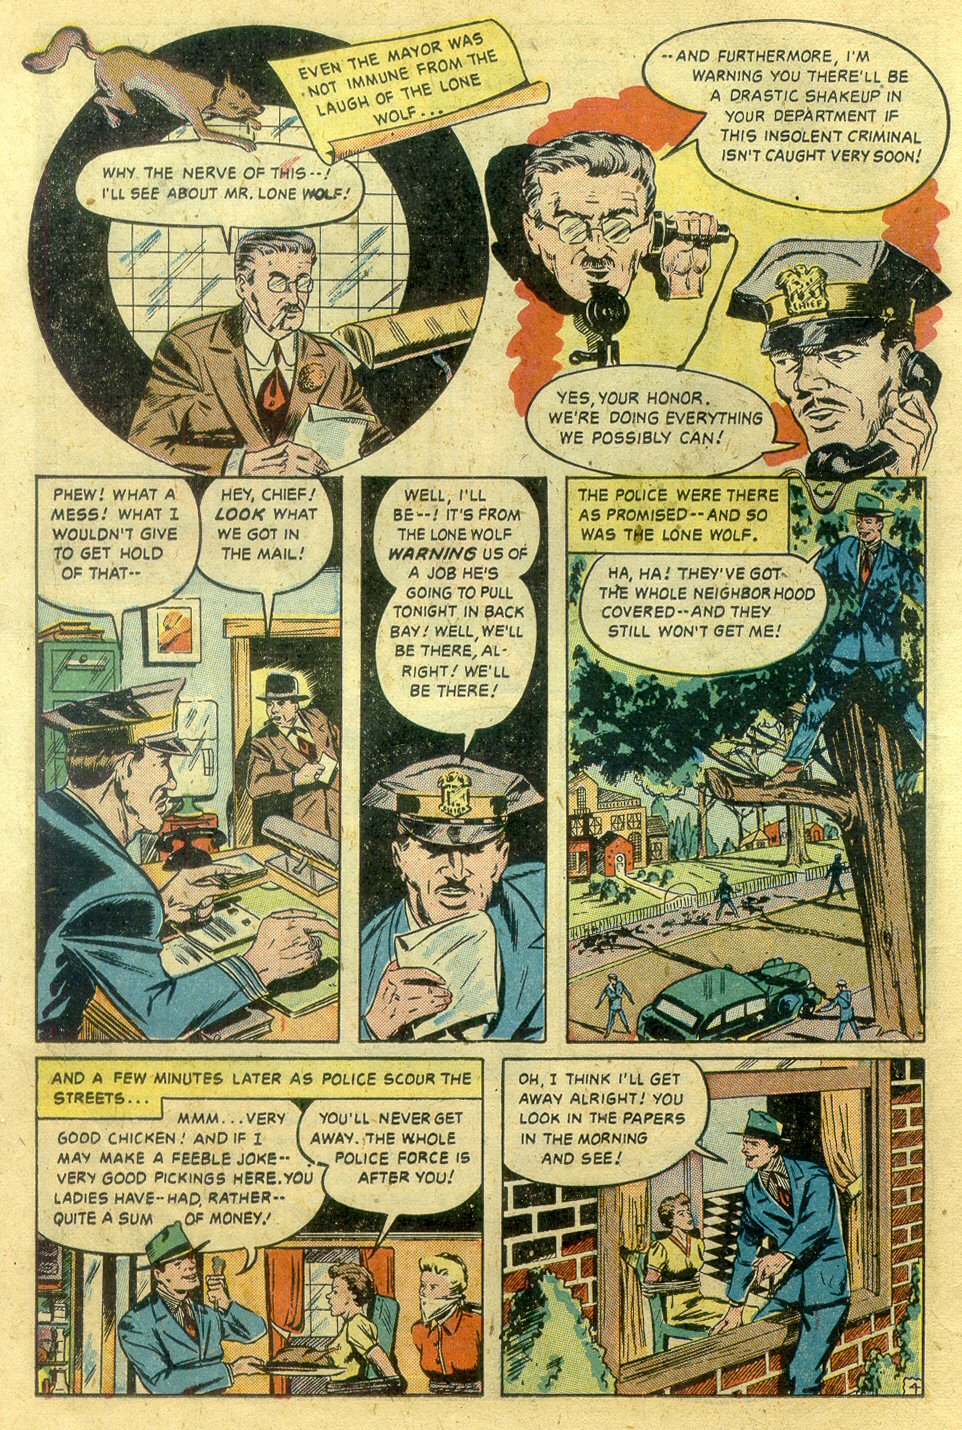 EVEN THE MAYOR WAS
NOT IMMUNE FROM THE
LAUGH OF THE LONE
WOLF...
WHY. THE NERVE OF THIS--!
I'LL SEE ABOUT MR. LONE WOLF!
--AND FURTHERMORE, I'M
WARNING YOU THERE'LL BE
A DRASTIC SHAKEUP IN
YOUR DEPARTMENT IF
THIS INSOLENT CRIMINAL
ISN'T CAUGHT VERY SOON!
CHIEF
YES, YOUR HONOR.
WE'RE DOING EVERYTHING
WE POSSIBLY CAN!
PHEW! WHAT A
MESS! WHAT I
WOULDN'T GIVE
TO GET HOLD
OF THAT--
HEY, CHIEF!
LOOK WHAT
WE GOT IN
THE MAIL!
WELL, I'LL
BE--! IT'S FROM
THE LONE WOLF
WARNING US OF
A JOB HE'S
GOING TO PULL
TONIGHT IN BACK
BAY! WELL, WE'LL
BE THERE, AL-
RIGHT! WE'LL
BE THERE!
THE POLICE WERE THERE
AS PROMISED--AND SO
WAS THE LONE WOLF.
HA, HA! THEY'VE GOT
THE WHOLE NEIGHBORHOOD
COVERED--AND THEY
STILL WON'T GET ME!
AND A FEW MINUTES LATER AS POLICE SCOUR THE
STREETS...
MMM...VERY
GOOD CHICKEN! AND IF I
MAY MAKE A FEEBLE JOKE--
VERY GOOD PICKINGS HERE. YOU
LADIES HAVE--HAD, RATHER--
QUITE A SUM OF MONEY!
YOU'LL NEVER GET
AWAY. THE WHOLE
POLICE FORCE IS
AFTER YOU!
OH, I THINK I'LL GET
AWAY ALRIGHT! YOU
LOOK IN THE PAPERS
IN THE MORNING
AND SEE!
4